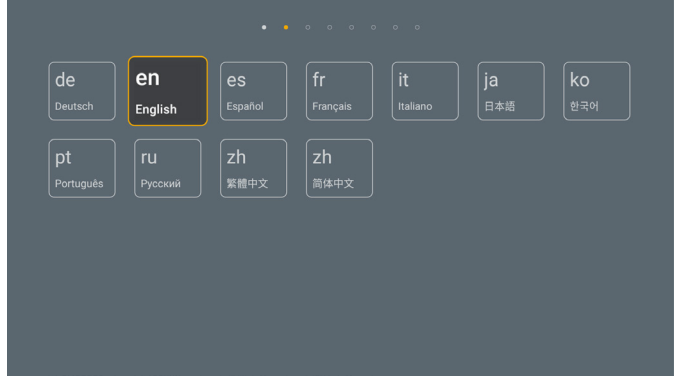 de
Deutsch
en
English
es
Español
fr
Français
it
Italiano
ja
日本語
ko
한국어
pt
Português
ru
Русский
zh
繁體中文
zh
简体中文